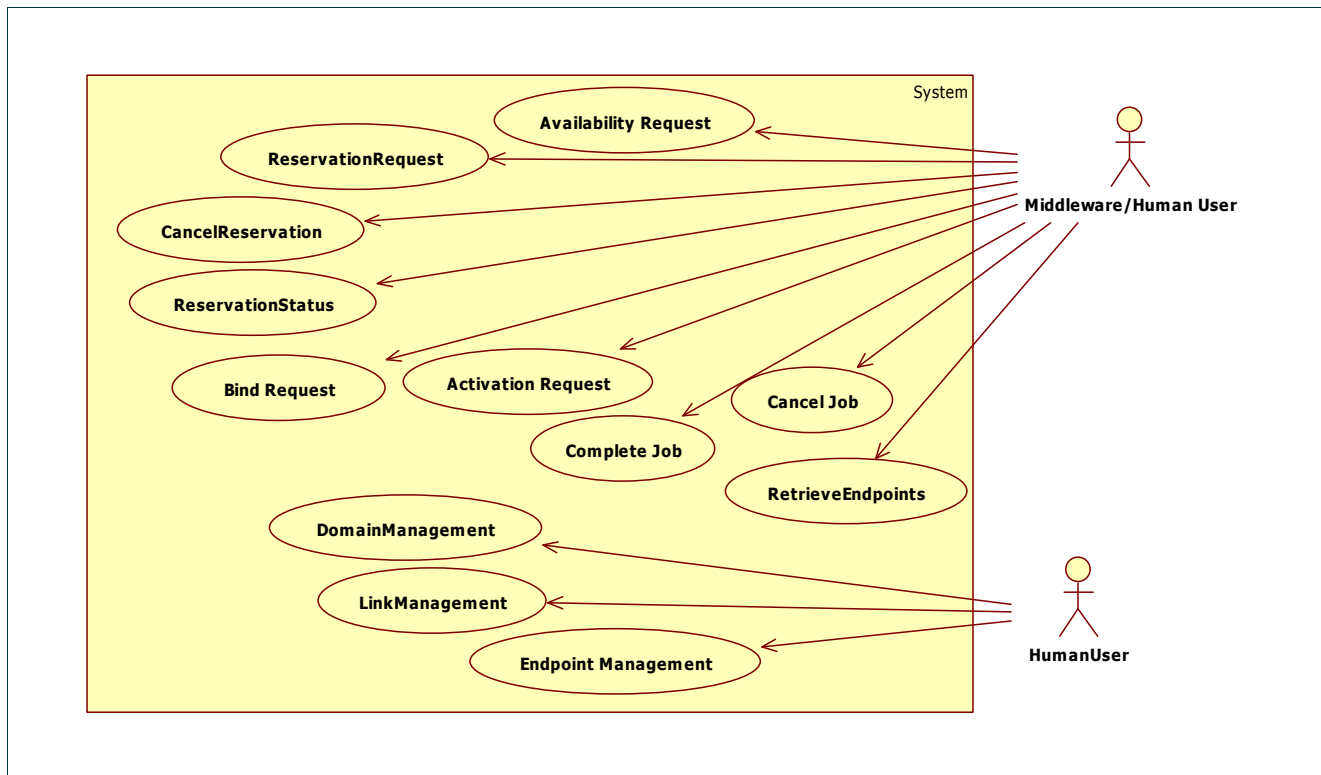 System
Availability Request
ReservationRequest
Middleware/Human User
CancelReservation
ReservationStatus
Activation Request
Bind Request
Cancel Job
Complete Job
RetrieveEndpoints
DomainManagement
LinkManagement
HumanUser
Endpoint Management